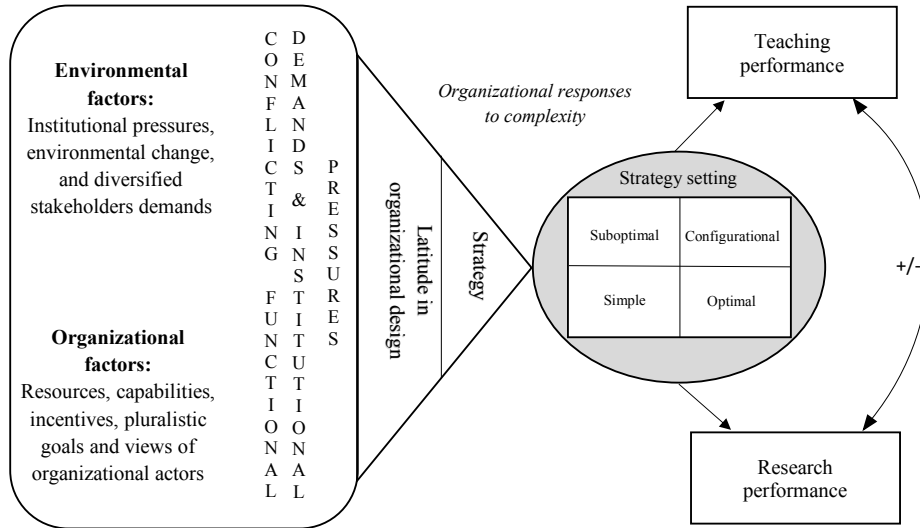 Environmental
factors:
Institutional pressures,
environmental change,
and diversified
stakeholders demands
Organizational
factors:
Resources, capabilities,
incentives, pluralistic
goals and views of
organizational actors
CONFLICTING FUNCTIONAL
DEMANDS & INSTITUTIONAL
PRESSURES
Latitude in
organizational design
Strategy
Organizational responses
to complexity
Strategy setting
Suboptimal
Configurational
Simple
Optimal
Teaching
performance
+/-
Research
performance